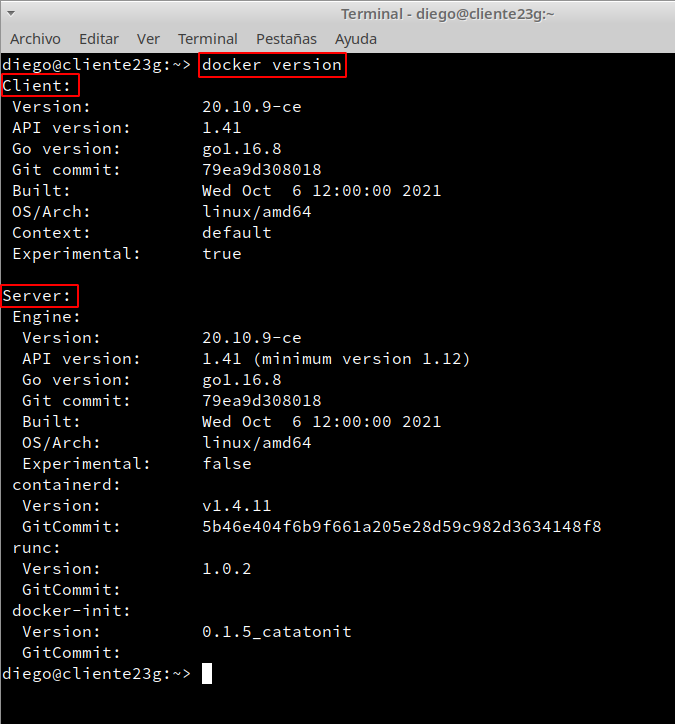 Terminal - diego@cliente23g:~
Archivo Editar Ver Terminal Pestañas Ayuda
diego@cliente23g:~> docker version
Client:
 Version:           20.10.9-ce
 API version:       1.41
 Go version:        go1.16.8
 Git commit:        79ea9d308018
 Built:             Wed Oct  6 12:00:00 2021
 OS/Arch:           linux/amd64
 Context:           default
 Experimental:      true

Server:
 Engine:
  Version:          20.10.9-ce
  API version:      1.41 (minimum version 1.12)
  Go version:       go1.16.8
  Git commit:       79ea9d308018
  Built:            Wed Oct  6 12:00:00 2021
  OS/Arch:          linux/amd64
  Experimental:     false
 containerd:
  Version:          v1.4.11
  GitCommit:        5b46e404f6b9f661a205e28d59c982d3634148f8
 runc:
  Version:          1.0.2
  GitCommit:
 docker-init:
  Version:          0.1.5_catatonit
  GitCommit:
diego@cliente23g:~>